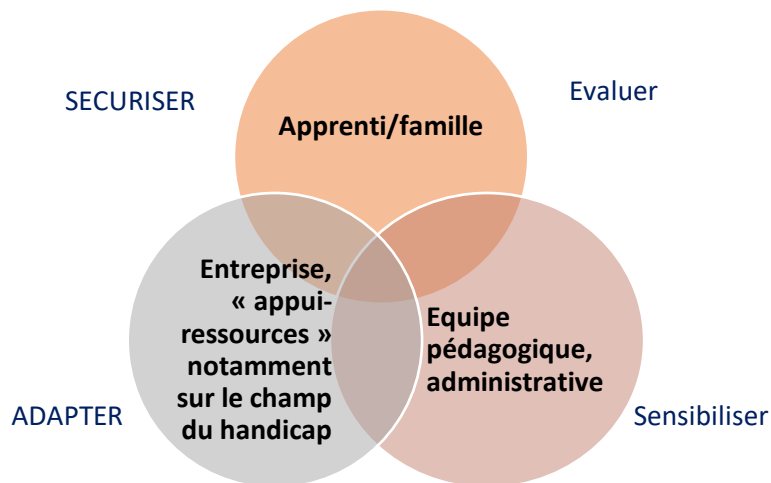 SECURISER
Evaluer
Apprenti/famille
Entreprise,
« appui-
ressources »
notamment
sur le champ
du handicap
Equipe
pédagogique,
administrative
ADAPTER
Sensibiliser